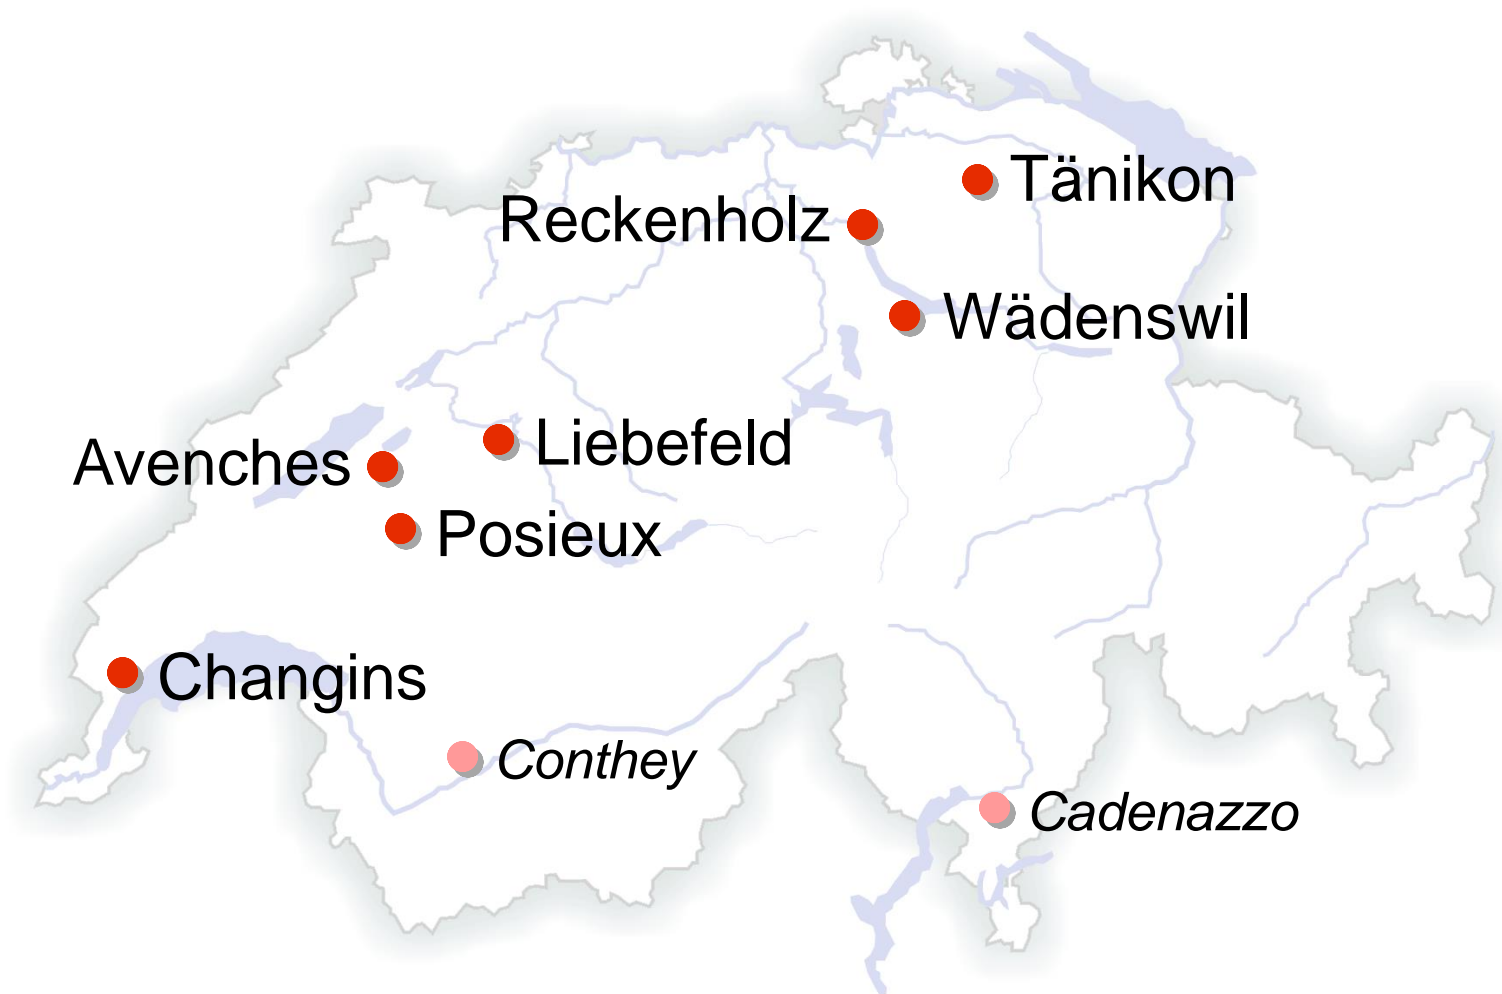 Tänikon
Reckenholz
Wädenswil
Liebefeld
Avenches
Posieux
Changins
Conthey
Cadenazzo